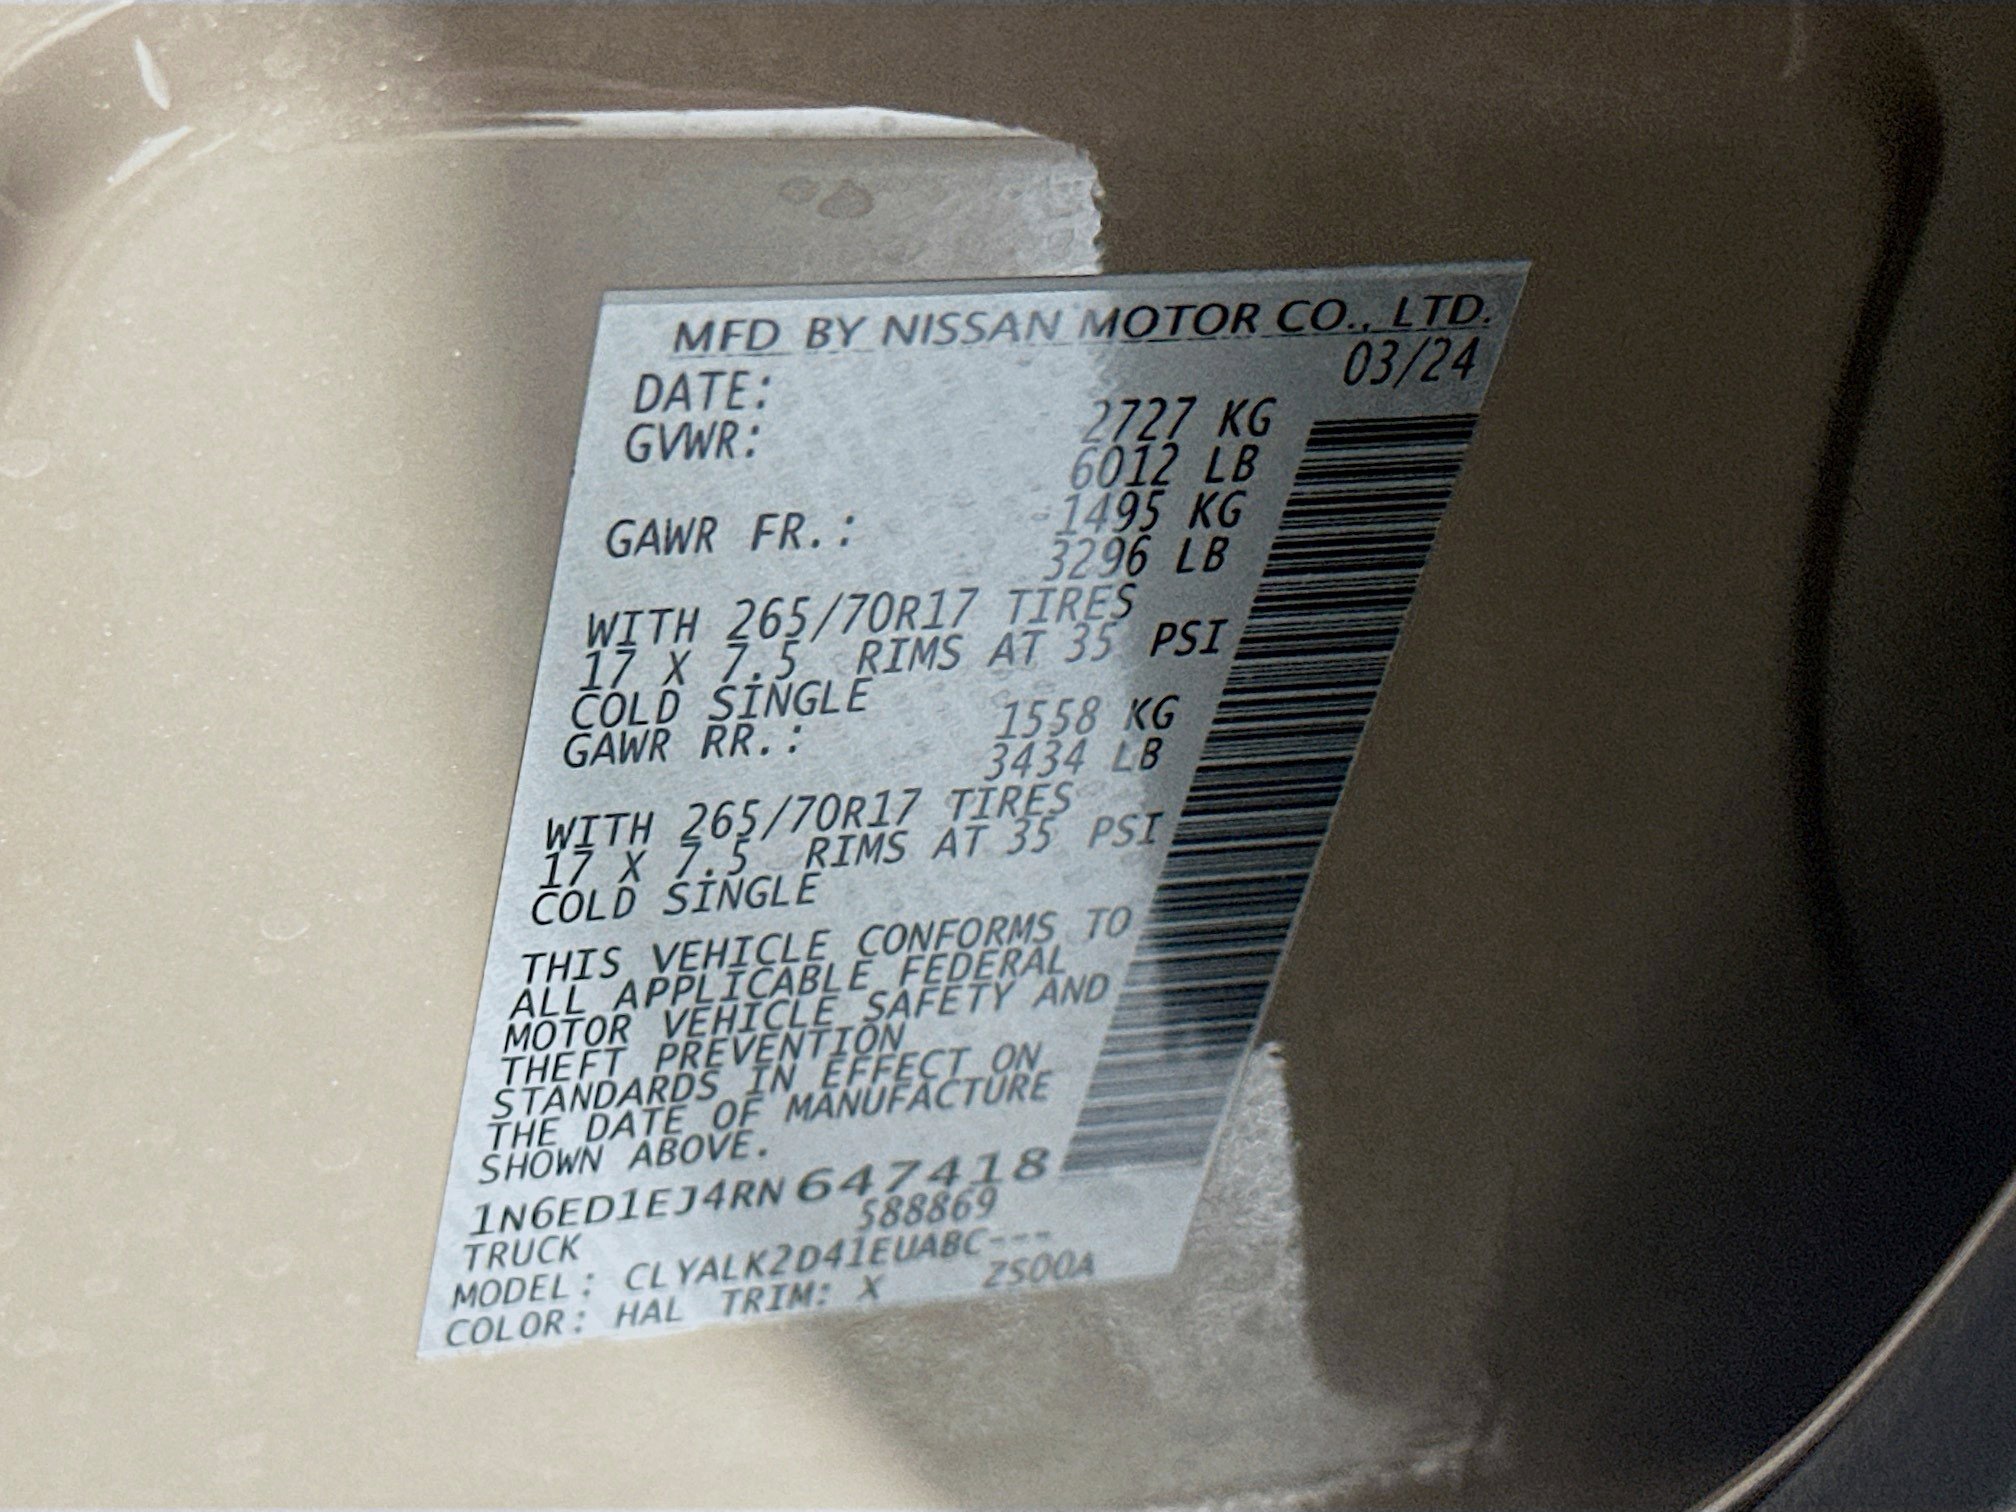 MFD BY NISSAN MOTOR CO., LTD.
DATE: 03/24
GVWR: 2727 KG
6012 LB
GAWR FR.: 1495 KG
3296 LB
WITH 265/70R17 TIRES
17 X 7.5 RIMS AT 35 PSI
COLD SINGLE
GAWR RR.: 1558 KG
3434 LB
WITH 265/70R17 TIRES
17 X 7.5 RIMS AT 35 PSI
COLD SINGLE
THIS VEHICLE CONFORMS TO
ALL APPLICABLE FEDERAL
MOTOR VEHICLE SAFETY AND
THEFT PREVENTION
STANDARDS IN EFFECT ON
THE DATE OF MANUFACTURE
SHOWN ABOVE.
1N6ED1EJ4RN647418
TRUCK S88869
MODEL: CLYALK2D41EUABC---
COLOR: HAL TRIM: X ZS00A